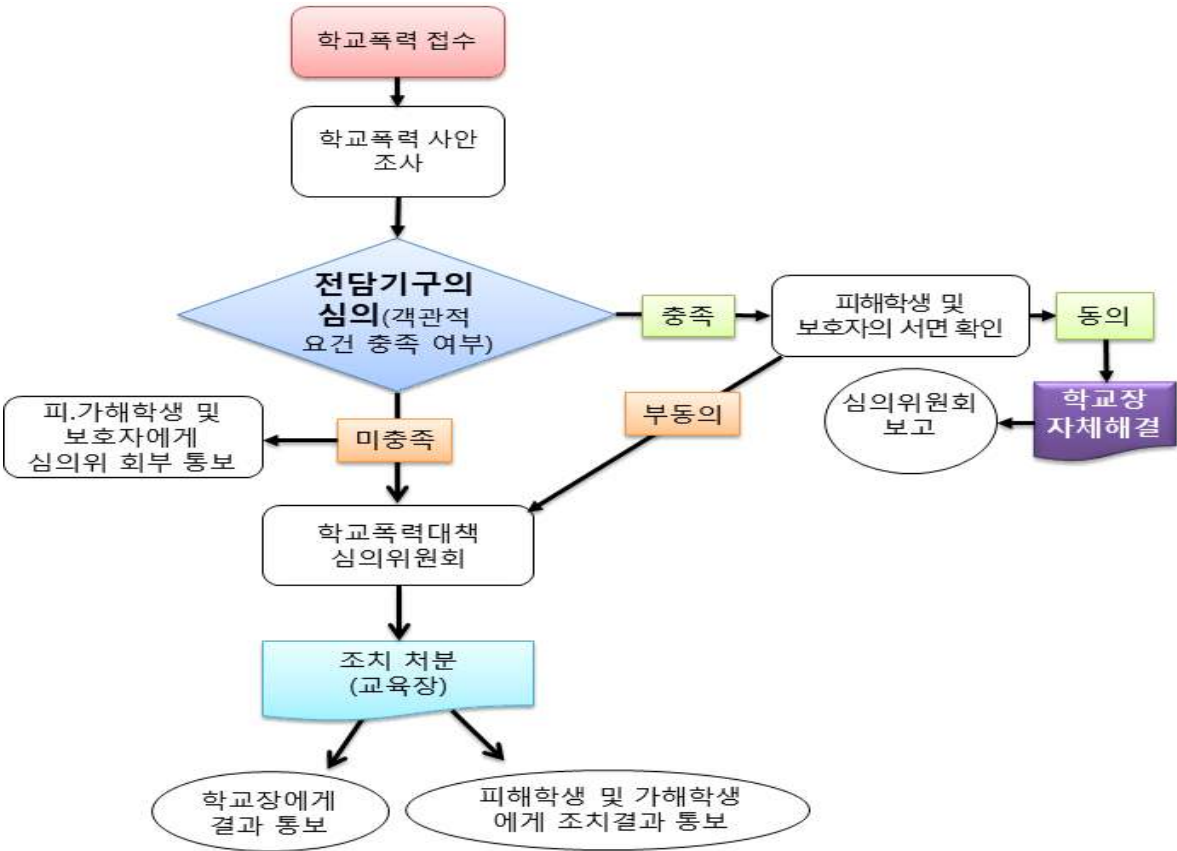 학교폭력 접수
학교폭력 사안
조사
전담기구의
심의(객관적
요건 충족 여부)
충족
피해학생 및
보호자의 서면 확인
동의
학교장
자체해결
심의위원회
보고
부동의
미충족
피.가해학생 및
보호자에게
심의위 회부 통보
학교폭력대책
심의위원회
조치 처분
(교육장)
학교장에게
결과 통보
피해학생 및 가해학생
에게 조치결과 통보